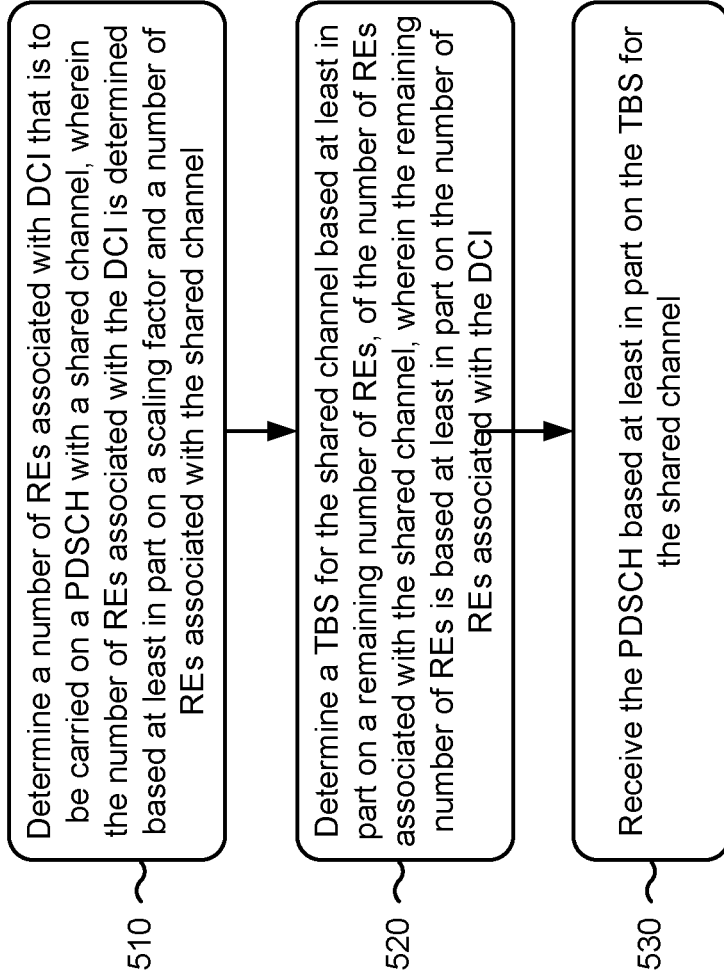 510
Determine a number of REs associated with DCI that is to
be carried on a PDSCH with a shared channel, wherein
the number of REs associated with the DCI is determined
based at least in part on a scaling factor and a number of
REs associated with the shared channel
520
Determine a TBS for the shared channel based at least in
part on a remaining number of REs, of the number of REs
associated with the shared channel, wherein the remaining
number of REs is based at least in part on the number of
REs associated with the DCI
530
Receive the PDSCH based at least in part on the TBS for
the shared channel